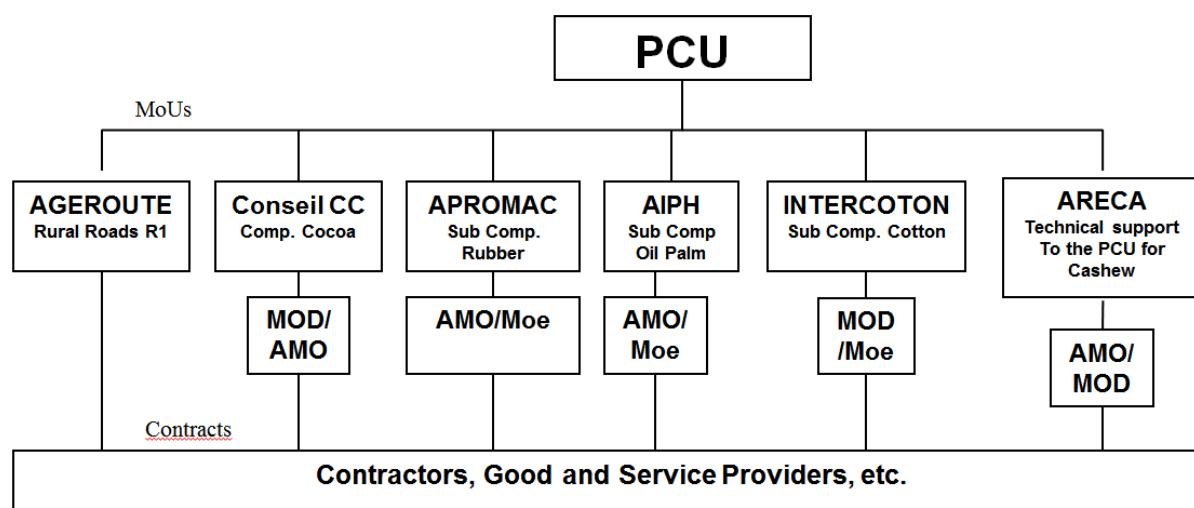 PCU
MoUs
AGEROUTE
Rural Roads R1
Conseil CC
Comp. Cocoa
APROMAC
Sub Comp.
Rubber
AIPH
Sub Comp
Oil Palm
INTERCOTON
Sub Comp. Cotton
ARECA
Technical support
To the PCU for
Cashew
MOD/
AMO
AMO/Moe
AMO/
Moe
MOD
/Moe
AMO/
MOD
Contracts
Contractors, Good and Service Providers, etc.